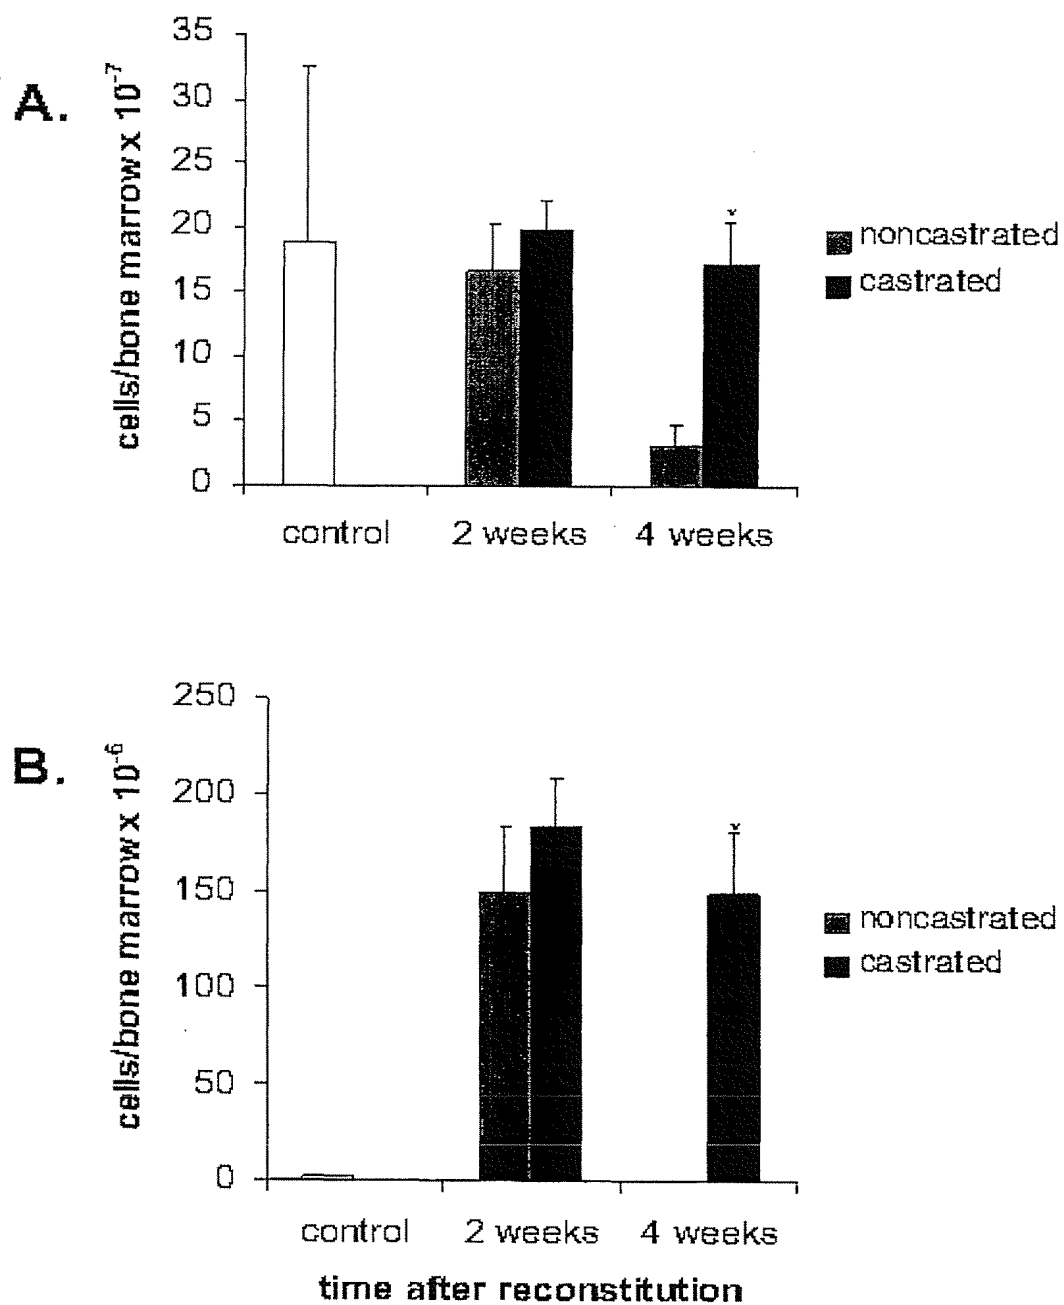 A.
cells/bone marrow x 10⁻⁷
35
30
25
20
15
10
5
0
control
2 weeks
4 weeks
*
noncastrated
castrated
B.
cells/bone marrow x 10⁻⁶
250
200
150
100
50
0
control
2 weeks
4 weeks
*
noncastrated
castrated
time after reconstitution